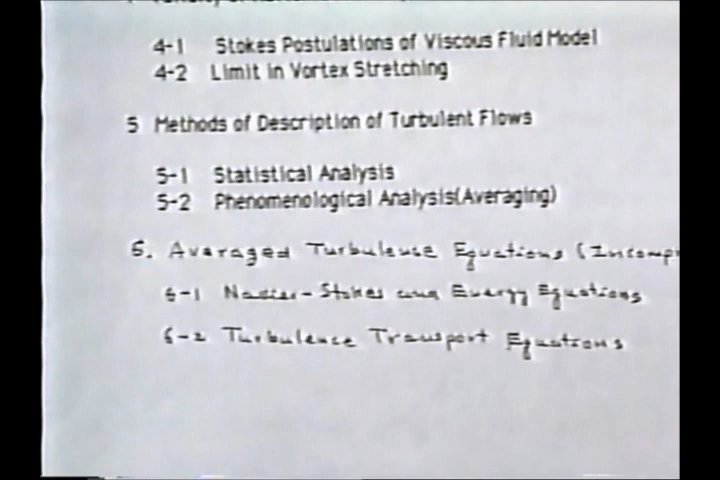 4-1 Stokes Postulations of Viscous Fluid Model
4-2 Limit in Vortex Stretching
5 Methods of Description of Turbulent Flows
5-1 Statistical Analysis
5-2 Phenomenological Analysis(Averaging)
6. Averaged Turbulence Equations (Incomp
6-1 Navier-Stokes and Energy Equations
6-2 Turbulence Transport Equations